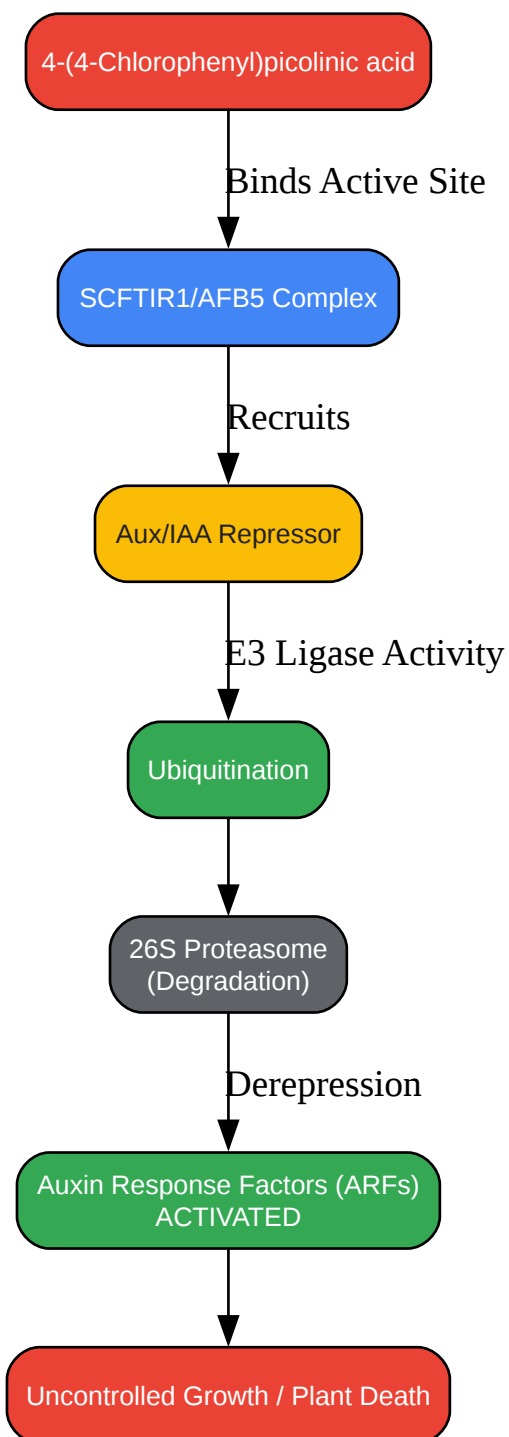 4-(4-Chlorophenyl)picolinic acid
Binds Active Site
SCFTIR1/AFB5 Complex
Recruits
Aux/IAA Repressor
E3 Ligase Activity
Ubiquitination
26S Proteasome
(Degradation)
Derepression
Auxin Response Factors (ARFs)
ACTIVATED
Uncontrolled Growth / Plant Death